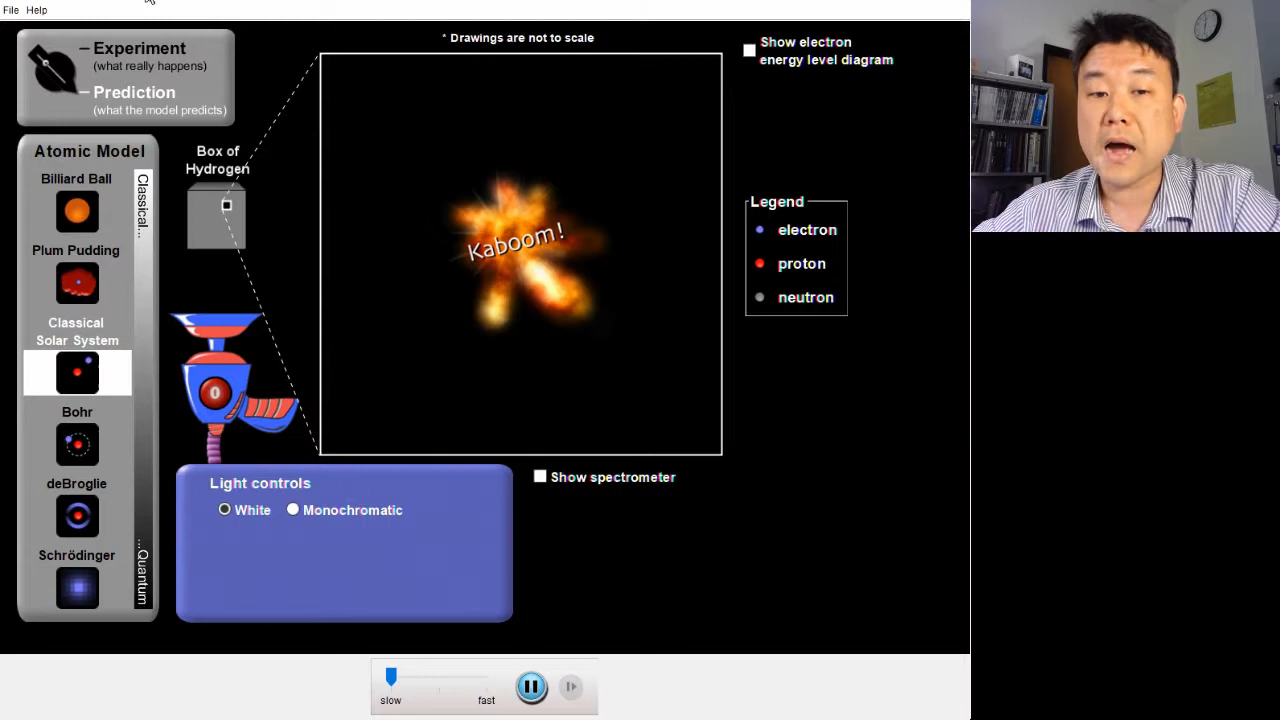 File Help
Experiment
(what really happens)
Prediction
(what the model predicts)
* Drawings are not to scale
Show electron
energy level diagram
Atomic Model
Billiard Ball
Plum Pudding
Classical
Solar System
Bohr
deBroglie
Schrödinger
Classical...
...Quantum
Box of
Hydrogen
Kaboom!
Legend
electron
proton
neutron
Light controls
White Monochromatic
Show spectrometer
slow fast